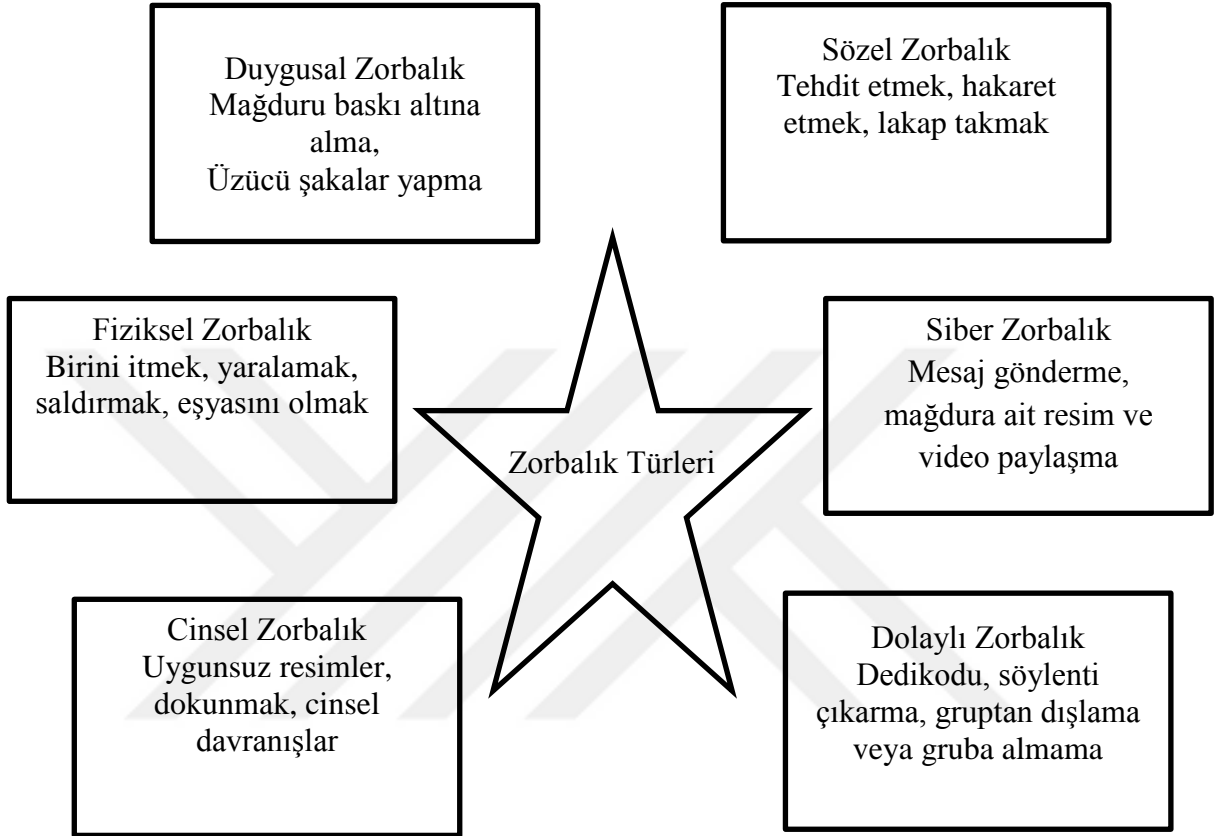 Duygusal Zorbalık
Mağduru baskı altına
alma,
Üzücü şakalar yapma
Sözel Zorbalık
Tehdit etmek, hakaret
etmek, lakap takmak
Fiziksel Zorbalık
Birini itmek, yaralamak,
saldırmak, eşyasını olmak
Siber Zorbalık
Mesaj gönderme,
mağdura ait resim ve
video paylaşma
Zorbalık Türleri
Cinsel Zorbalık
Uygunsuz resimler,
dokunmak, cinsel
davranışlar
Dolaylı Zorbalık
Dedikodu, söylenti
çıkarma, gruptan dışlama
veya gruba almama